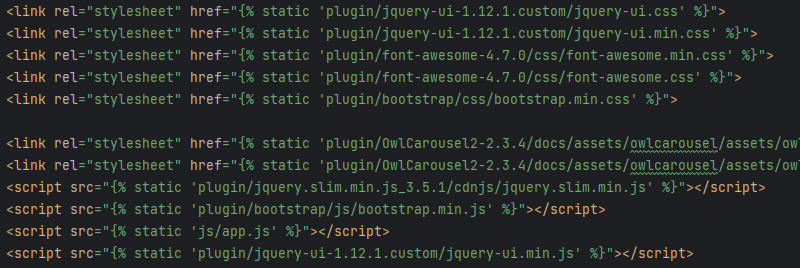 <link rel="stylesheet" href="{% static 'plugin/jquery-ui-1.12.1.custom/jquery-ui.css' %}">
<link rel="stylesheet" href="{% static 'plugin/jquery-ui-1.12.1.custom/jquery-ui.min.css' %}">
<link rel="stylesheet" href="{% static 'plugin/font-awesome-4.7.0/css/font-awesome.min.css' %}">
<link rel="stylesheet" href="{% static 'plugin/font-awesome-4.7.0/css/font-awesome.css' %}">
<link rel="stylesheet" href="{% static 'plugin/bootstrap/css/bootstrap.min.css' %}">
<link rel="stylesheet" href="{% static 'plugin/OwlCarousel2-2.3.4/docs/assets/owlcarousel/assets/
<link rel="stylesheet" href="{% static 'plugin/OwlCarousel2-2.3.4/docs/assets/owlcarousel/assets/
<script src="{% static 'plugin/jquery.slim.min.js_3.5.1/cdnjs/jquery.slim.min.js' %}"></script>
<script src="{% static 'plugin/bootstrap/js/bootstrap.min.js' %}"></script>
<script src="{% static 'js/app.js' %}"></script>
<script src="{% static 'plugin/jquery-ui-1.12.1.custom/jquery-ui.min.js' %}"></script>